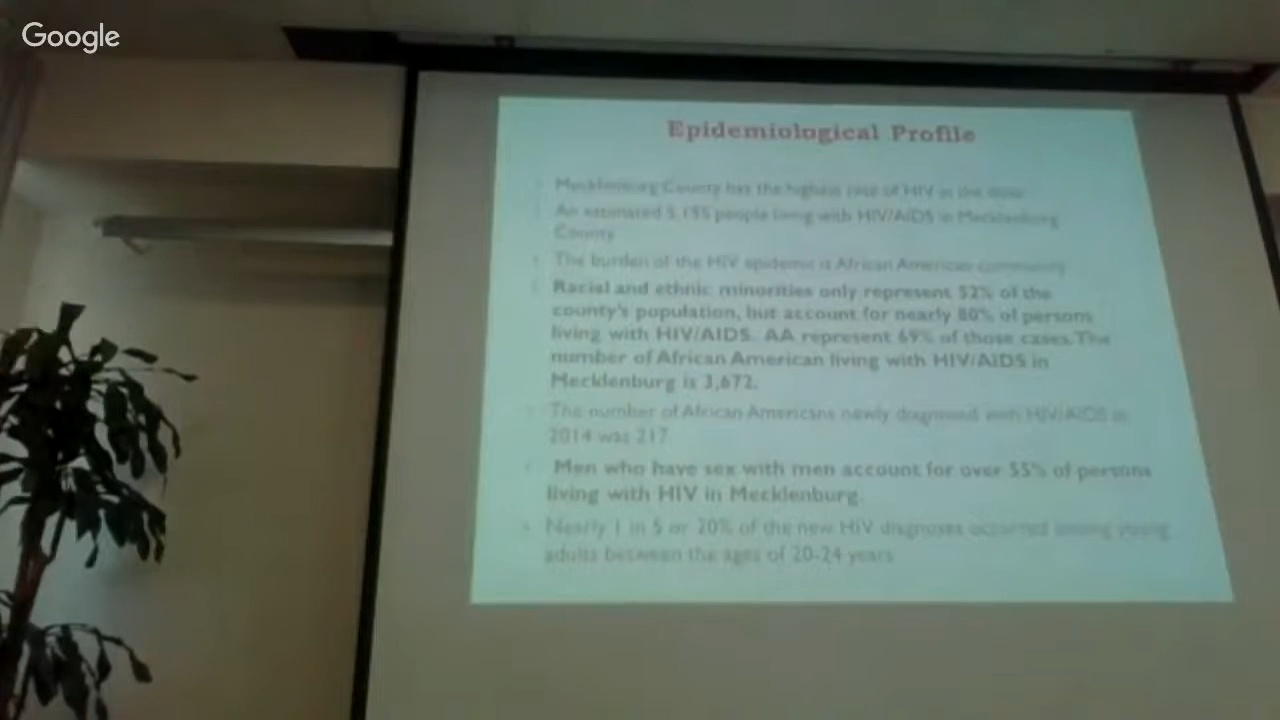 Google
Epidemiological Profile
Mecklenburg County has the highest rate of HIV in the state
An estimated 5,195 people living with HIV/AIDS in Mecklenburg
County
The burden of the HIV epidemic is African American community
Racial and ethnic minorities only represent 52% of the
county's population, but account for nearly 80% of persons
living with HIV/AIDS. AA represent 69% of those cases. The
number of African American living with HIV/AIDS in
Mecklenburg is 3,672.
The number of African Americans newly diagnosed with HIV/AIDS in
2014 was 217
Men who have sex with men account for over 55% of persons
living with HIV in Mecklenburg
Nearly 1 in 5 or 20% of the new HIV diagnoses occurred among young
adults between the ages of 20-24 years